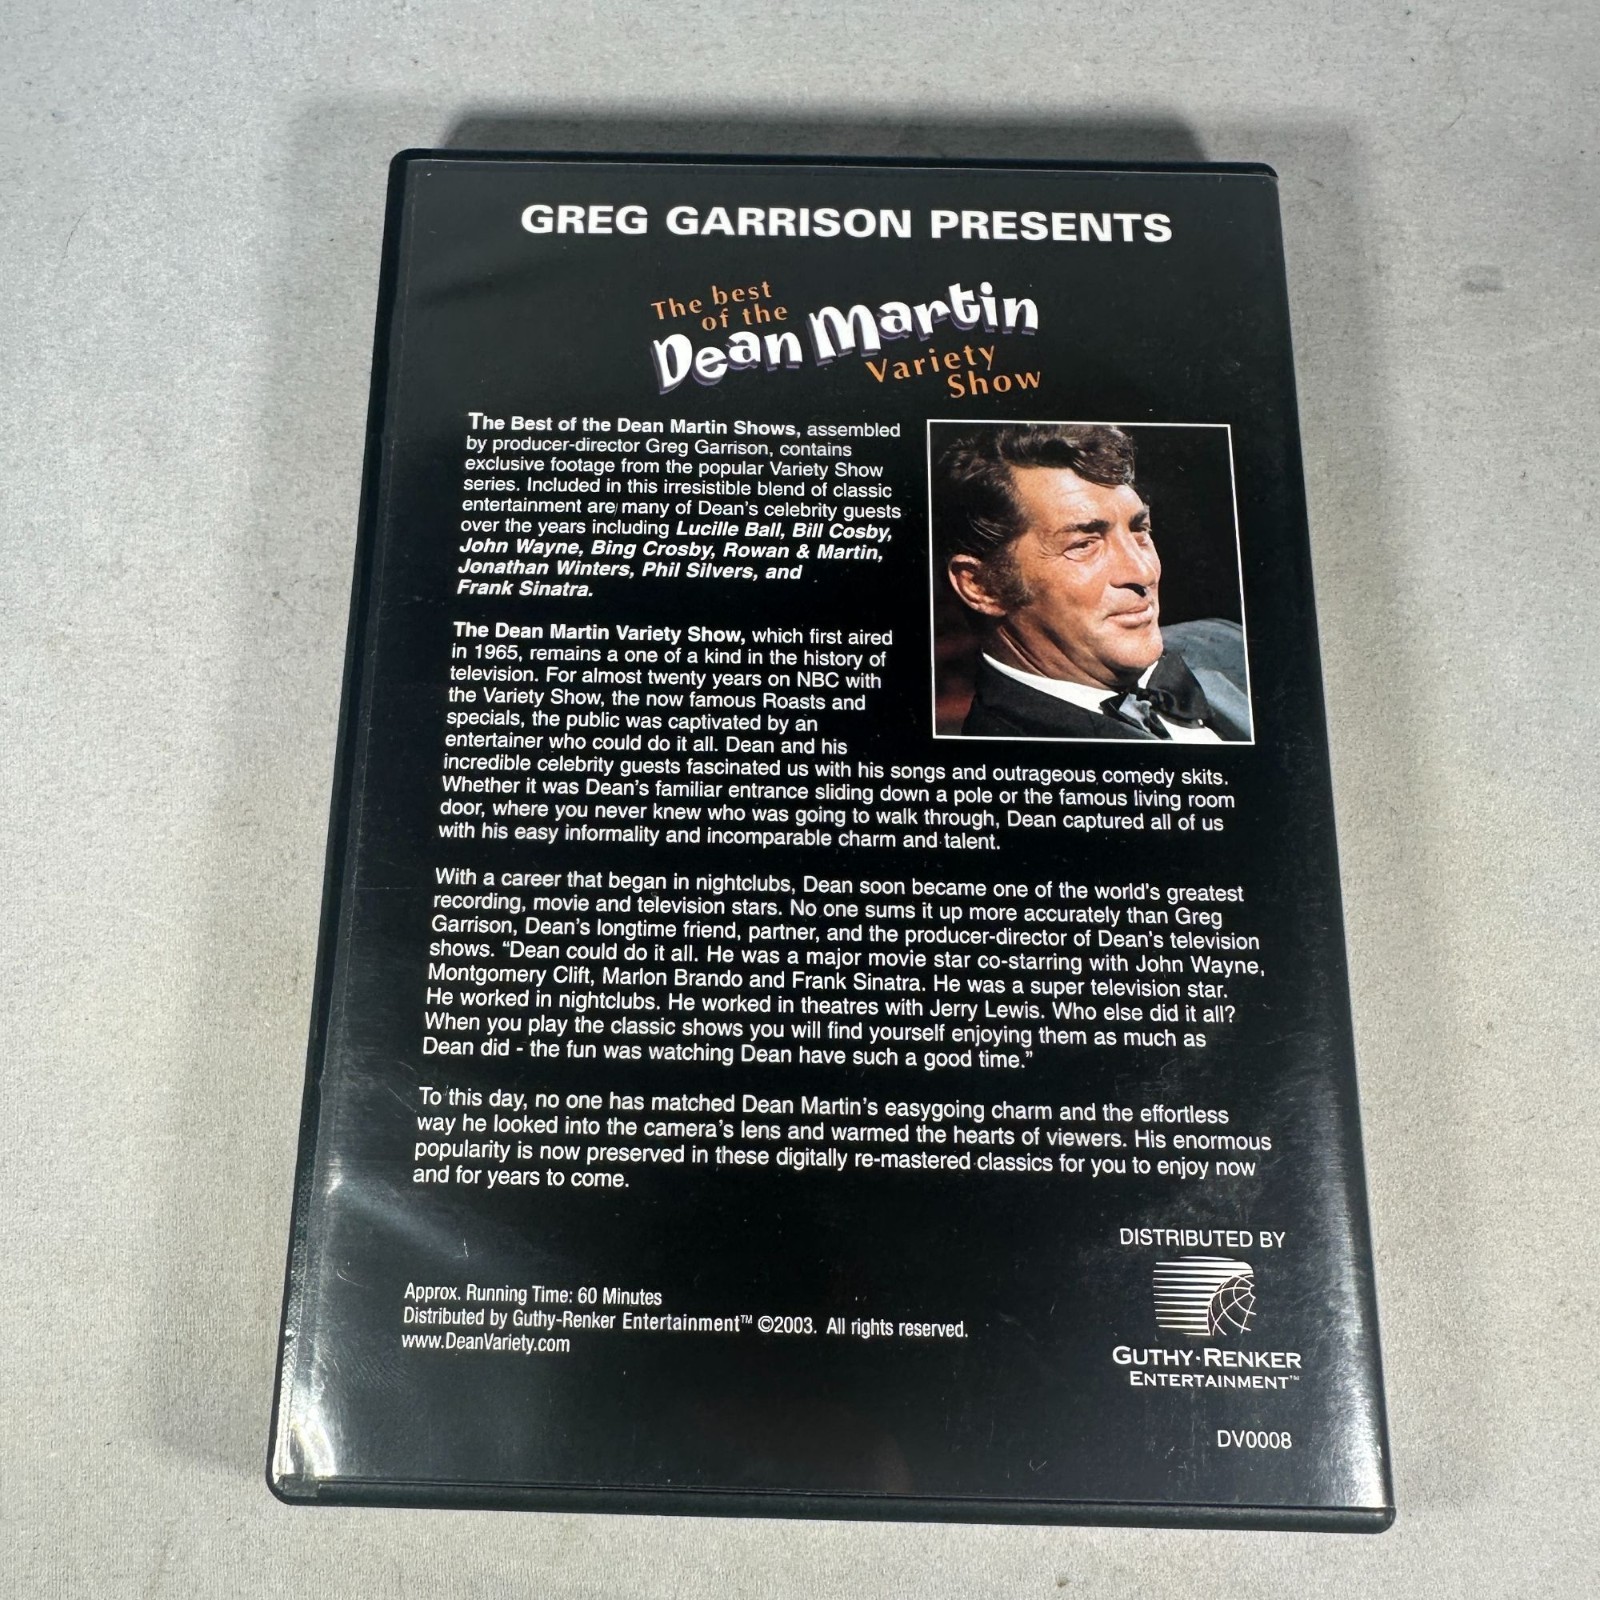 GREG GARRISON PRESENTS
The best
of the
Dean Martin
Variety
Show
The Best of the Dean Martin Shows, assembled
by producer-director Greg Garrison, contains
exclusive footage from the popular Variety Show
series. Included in this irresistible blend of classic
entertainment are many of Dean's celebrity guests
over the years including Lucille Ball, Bill Cosby,
John Wayne, Bing Crosby, Rowan & Martin,
Jonathan Winters, Phil Silvers, and
Frank Sinatra.
The Dean Martin Variety Show, which first aired
in 1965, remains a one of a kind in the history of
television. For almost twenty years on NBC with
the Variety Show, the now famous Roasts and
specials, the public was captivated by an
entertainer who could do it all. Dean and his
incredible celebrity guests fascinated us with his songs and outrageous comedy skits.
Whether it was Dean's familiar entrance sliding down a pole or the famous living room
door, where you never knew who was going to walk through, Dean captured all of us
with his easy informality and incomparable charm and talent.
With a career that began in nightclubs, Dean soon became one of the world's greatest
recording, movie and television stars. No one sums it up more accurately than Greg
Garrison, Dean's longtime friend, partner, and the producer-director of Dean's television
shows. "Dean could do it all. He was a major movie star co-starring with John Wayne,
Montgomery Clift, Marlon Brando and Frank Sinatra. He was a super television star.
He worked in nightclubs. He worked in theatres with Jerry Lewis. Who else did it all?
When you play the classic shows you will find yourself enjoying them as much as
Dean did - the fun was watching Dean have such a good time."
To this day, no one has matched Dean Martin's easygoing charm and the effortless
way he looked into the camera's lens and warmed the hearts of viewers. His enormous
popularity is now preserved in these digitally re-mastered classics for you to enjoy now
and for years to come.
Approx. Running Time: 60 Minutes
Distributed by Guthy-Renker Entertainment™ ©2003. All rights reserved.
www.DeanVariety.com
DISTRIBUTED BY
GUTHY·RENKER
ENTERTAINMENT™
DV0008